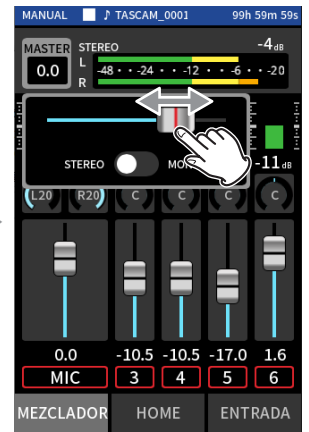 MANUAL ♪ TASCAM_0001 99h 59m 59s
MASTER STEREO -4dB
0.0 L -48 · · -24 · · -12 · · -6 · · -20
R
STEREO MON
-11dB
L20 R20 C C C C
0.0 -10.5 -10.5 -17.0 1.6
MIC 3 4 5 6
MEZCLADOR HOME ENTRADA